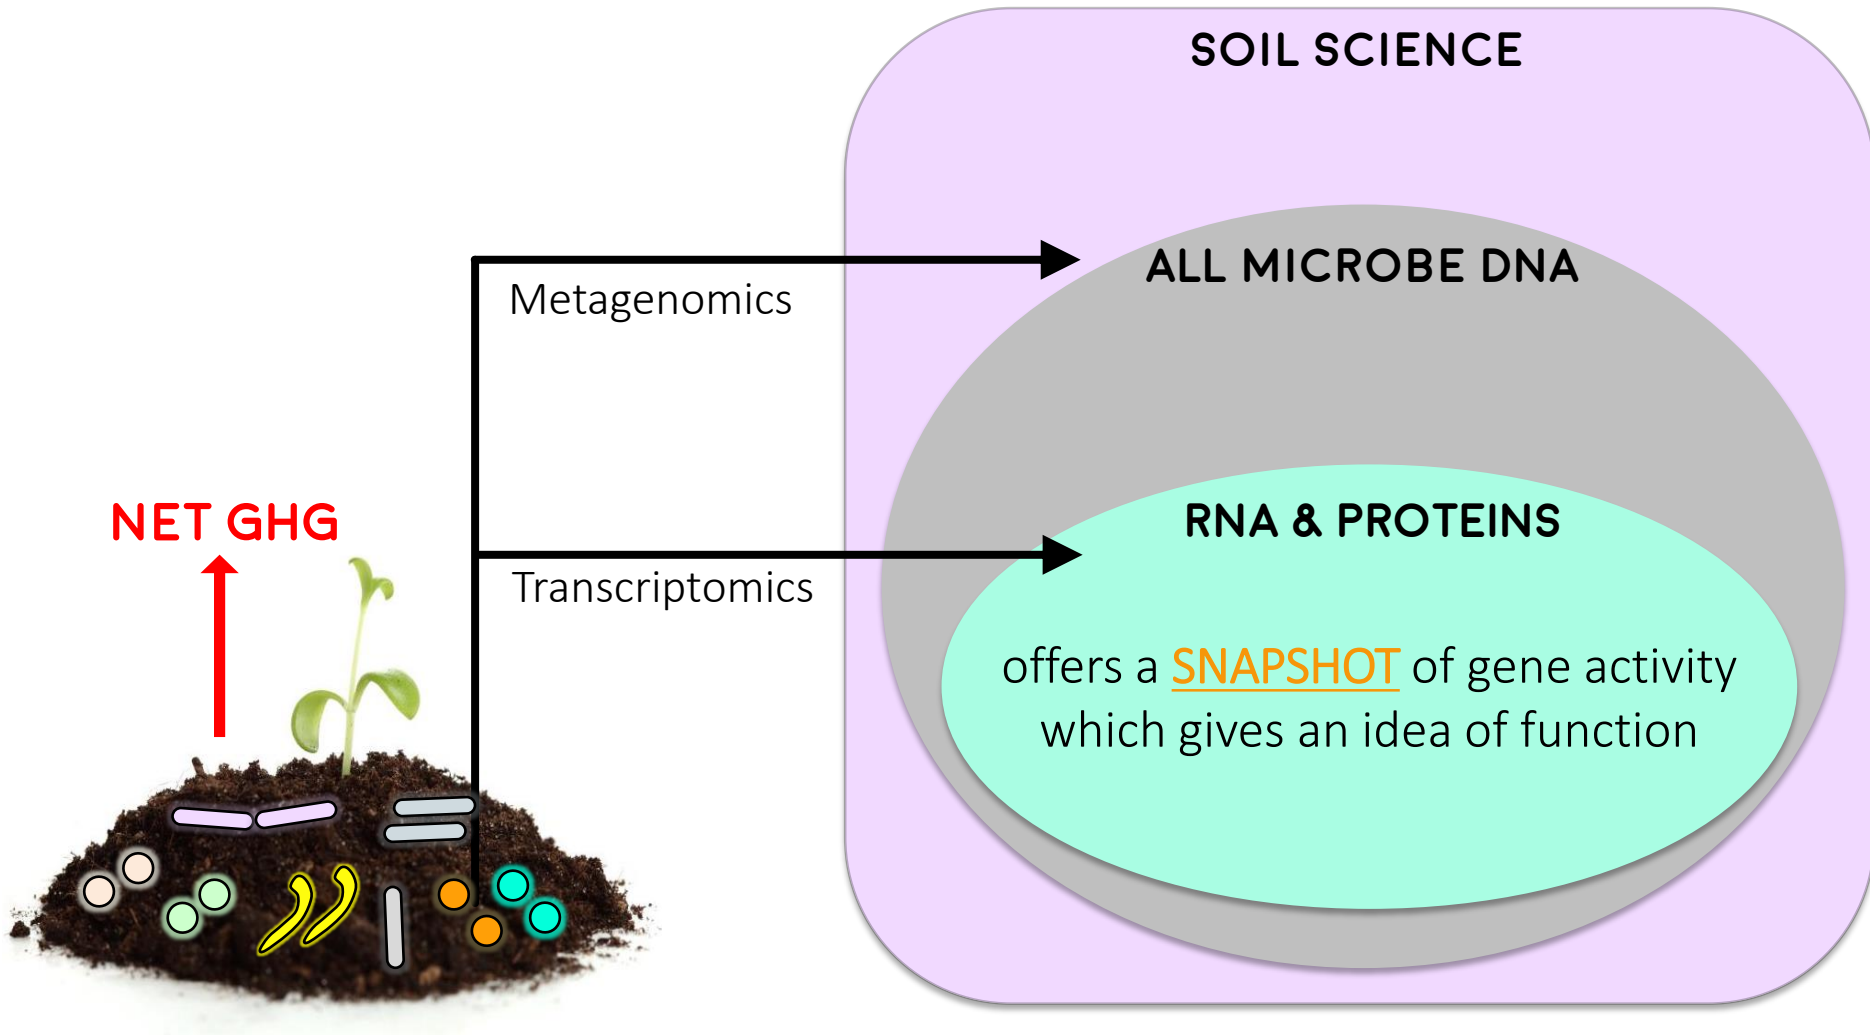 SOIL SCIENCE
ALL MICROBE DNA
Metagenomics
NET GHG
RNA & PROTEINS
Transcriptomics
offers a SNAPSHOT of gene activity
which gives an idea of function